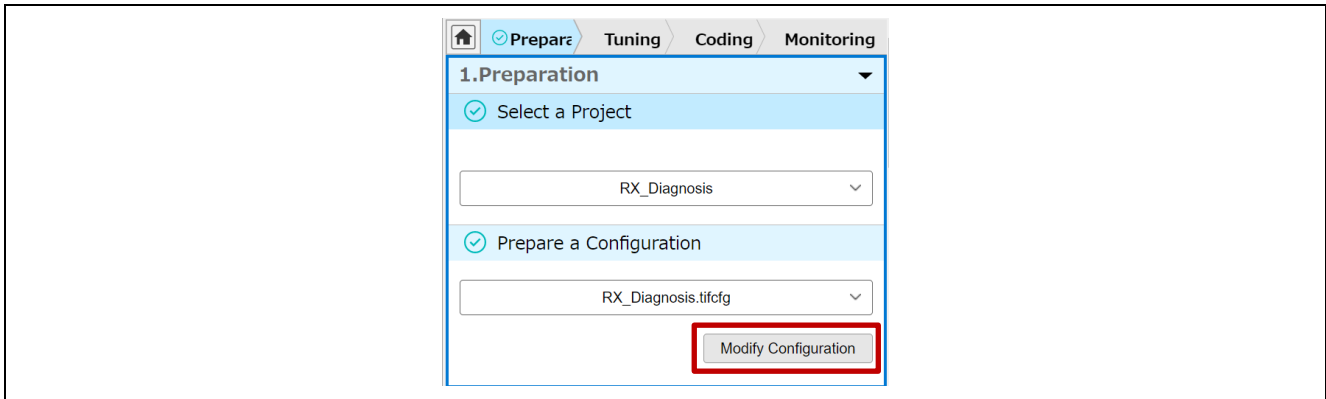 Prepara Tuning Coding Monitoring
1.Preparation
Select a Project
RX_Diagnosis
Prepare a Configuration
RX_Diagnosis.tifcfg
Modify Configuration